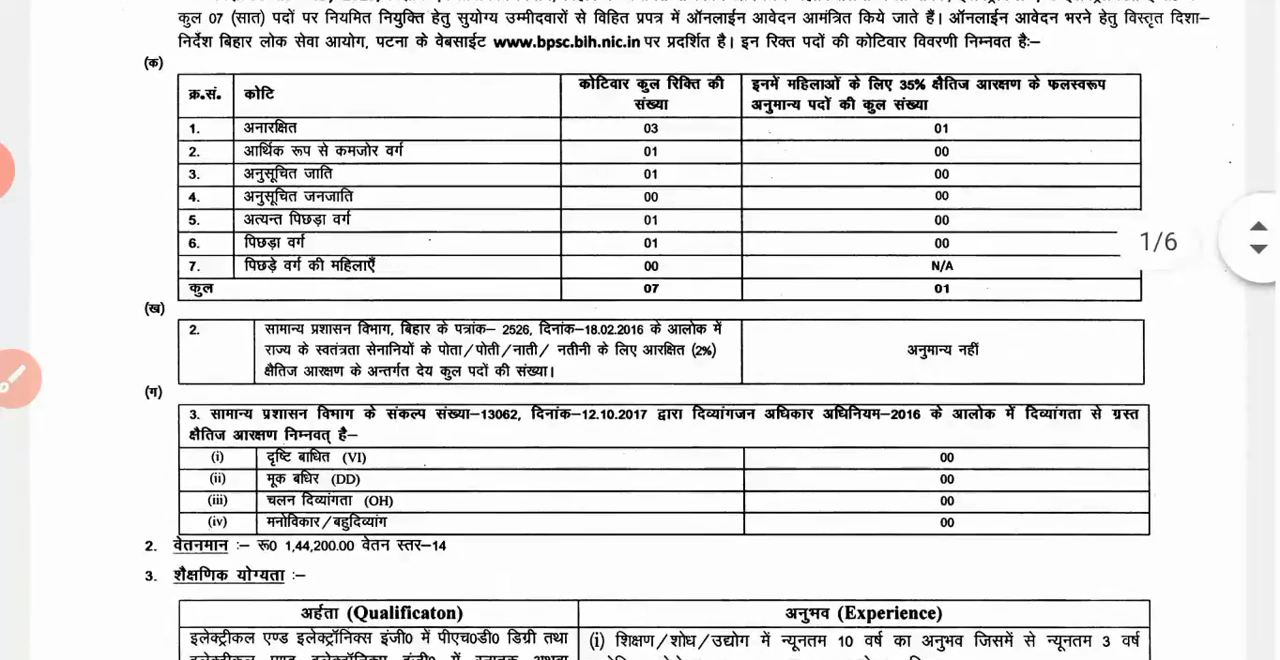 कुल 07 (सात) पदों पर नियमित नियुक्ति हेतु सुयोग्य उम्मीदवारों से विहित प्रपत्र में ऑनलाईन आवेदन आमंत्रित किये जाते हैं। ऑनलाईन आवेदन भरने हेतु विस्तृत दिशा–
निर्देश बिहार लोक सेवा आयोग, पटना के वेबसाईट www.bpsc.bih.nic.in पर प्रदर्शित है। इन रिक्त पदों की कोटिवार विवरणी निम्नवत है:–
(क)
क्र.सं. कोटि कोटिवार कुल रिक्ति की संख्या इनमें महिलाओं के लिए 35% क्षैतिज आरक्षण के फलस्वरूप अनुमान्य पदों की कुल संख्या
1. अनारक्षित 03 01
2. आर्थिक रूप से कमजोर वर्ग 01 00
3. अनुसूचित जाति 01 00
4. अनुसूचित जनजाति 00 00
5. अत्यन्त पिछड़ा वर्ग 01 00
6. पिछड़ा वर्ग 01 00
7. पिछड़े वर्ग की महिलाएँ 00 N/A
कुल 07 01
1/6
(ख)
2. सामान्य प्रशासन विभाग, बिहार के पत्रांक– 2526, दिनांक–18.02.2016 के आलोक में
राज्य के स्वतंत्रता सेनानियों के पोता/पोती/नाती/ नतीनी के लिए आरक्षित (2%) अनुमान्य नहीं
क्षैतिज आरक्षण के अन्तर्गत देय कुल पदों की संख्या।
(ग)
3. सामान्य प्रशासन विभाग के संकल्प संख्या–13062, दिनांक–12.10.2017 द्वारा दिव्यांगजन अधिकार अधिनियम–2016 के आलोक में दिव्यांगता से ग्रस्त
क्षैतिज आरक्षण निम्नवत् है–
(i) दृष्टि बाधित (VI) 00
(ii) मूक बधिर (DD) 00
(iii) चलन दिव्यांगता (OH) 00
(iv) मनोविकार/बहुदिव्यांग 00
2. वेतनमान :– रू0 1,44,200.00 वेतन स्तर–14
3. शैक्षणिक योग्यता :–
अर्हता (Qualificaton) अनुभव (Experience)
इलेक्ट्रीकल एण्ड इलेक्ट्रॉनिक्स इंजी0 में पीएच0डी0 डिग्री तथा (i) शिक्षण/शोध/उद्योग में न्यूनतम 10 वर्ष का अनुभव जिसमें से न्यूनतम 3 वर्ष